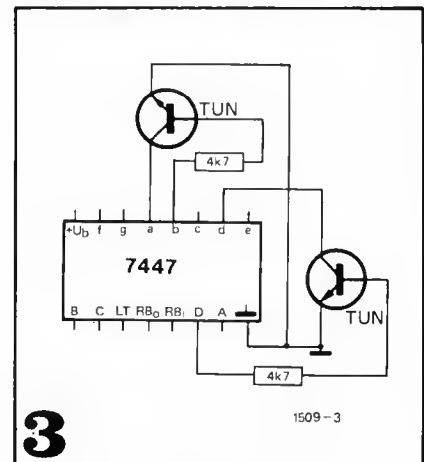 TUN
4k7
+Ub f g a b c d e
7447
B C LT RBO RBI D A
TUN
4k7
1509-3
3